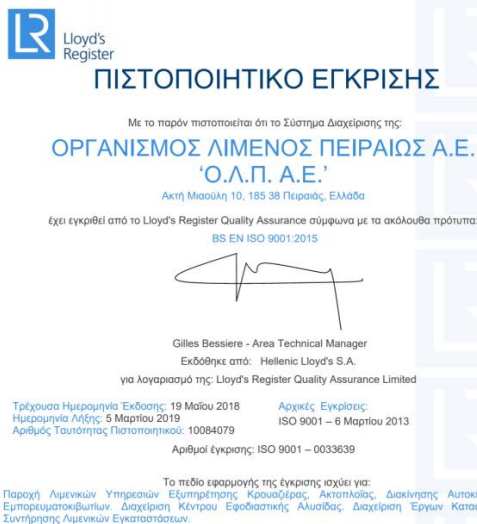 LR
Lloyd's
Register
ΠΙΣΤΟΠΟΙΗΤΙΚΟ ΕΓΚΡΙΣΗΣ
Με το παρόν πιστοποιείται ότι το Σύστημα Διαχείρισης της:
ΟΡΓΑΝΙΣΜΟΣ ΛΙΜΕΝΟΣ ΠΕΙΡΑΙΩΣ Α.Ε.
‘Ο.Λ.Π. Α.Ε.’
Ακτή Μιαούλη 10, 185 38 Πειραιάς, Ελλάδα
έχει εγκριθεί από το Lloyd's Register Quality Assurance σύμφωνα με τα ακόλουθα πρότυπα:
BS EN ISO 9001:2015
Gilles Bessiere - Area Technical Manager
Εκδόθηκε από: Hellenic Lloyd's S.A.
για λογαριασμό της: Lloyd's Register Quality Assurance Limited
Τρέχουσα Ημερομηνία Έκδοσης: 19 Μαΐου 2018
Ημερομηνία Λήξης: 5 Μαρτίου 2019
Αριθμός Ταυτότητας Πιστοποιητικού: 10084079
Αρχικές Εγκρίσεις:
ISO 9001 – 6 Μαρτίου 2013
Αριθμοί έγκρισης: ISO 9001 – 0033639
Το πεδίο εφαρμογής της έγκρισης ισχύει για:
Παροχή Λιμενικών Υπηρεσιών Εξυπηρέτησης Κρουαζιέρας, Ακτοπλοΐας, Διακίνησης
Εμπορευματοκιβωτίων. Διαχείριση Κέντρου Εφοδιαστικής Αλυσίδας. Διαχείριση Έργων
Συντήρησης Λιμενικών Εγκαταστάσεων.